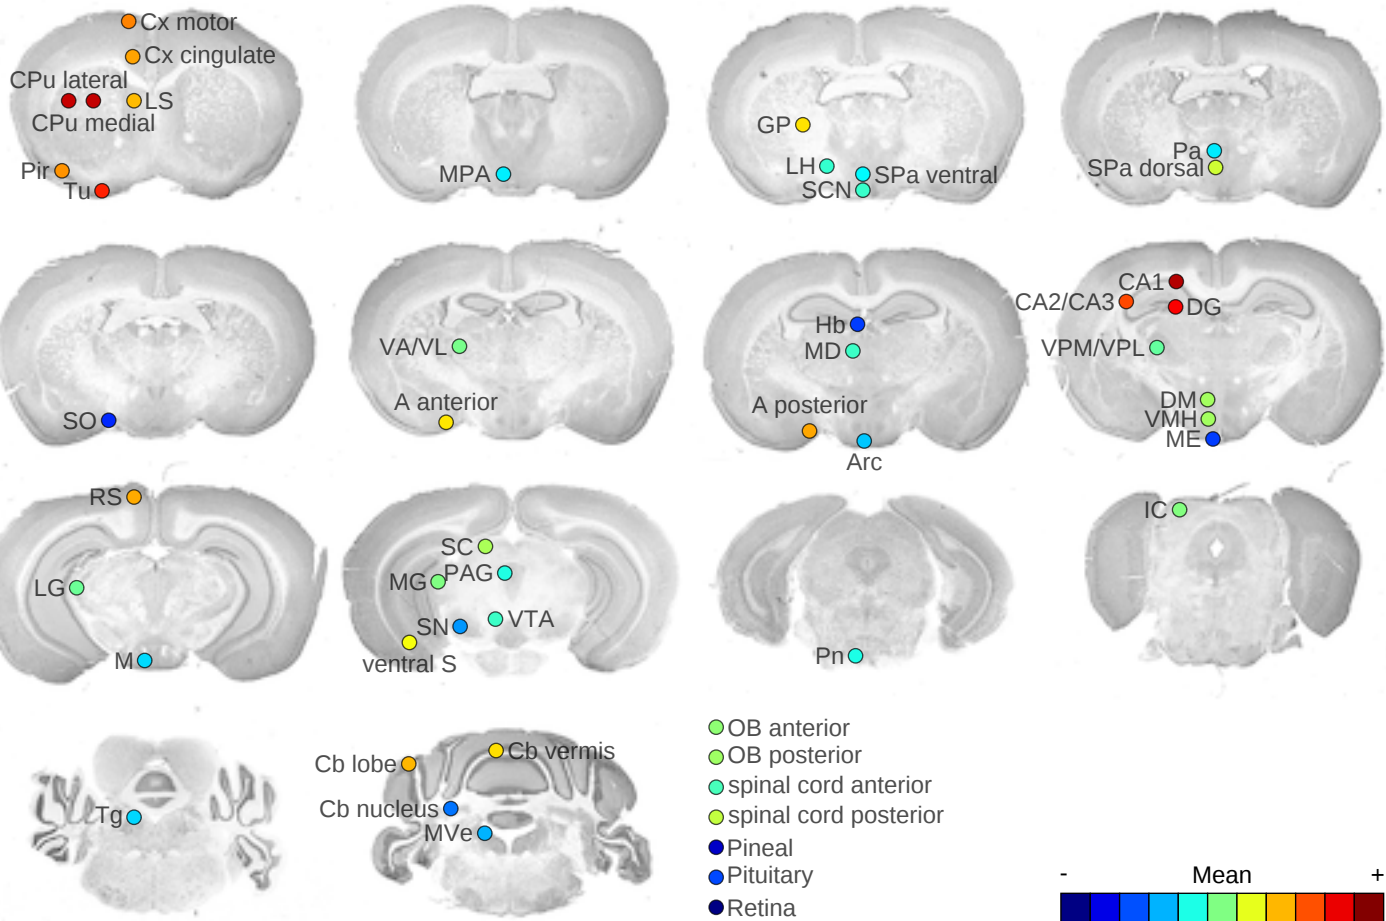 Cx motor
Cx cingulate
CPu lateral
LS
CPu medial
Pir
Tu
MPA
GP
LH
SPa ventral
SCN
Pa
SPa dorsal
SO
VA/VL
A anterior
Hb
MD
A posterior
Arc
CA1
CA2/CA3
DG
VPM/VPL
DM
VMH
ME
RS
LG
M
SC
MG
PAG
SN
VTA
ventral S
Pn
IC
Tg
Cb lobe
Cb vermis
Cb nucleus
MVe
OB anterior
OB posterior
spinal cord anterior
spinal cord posterior
Pineal
Pituitary
Retina
- Mean +